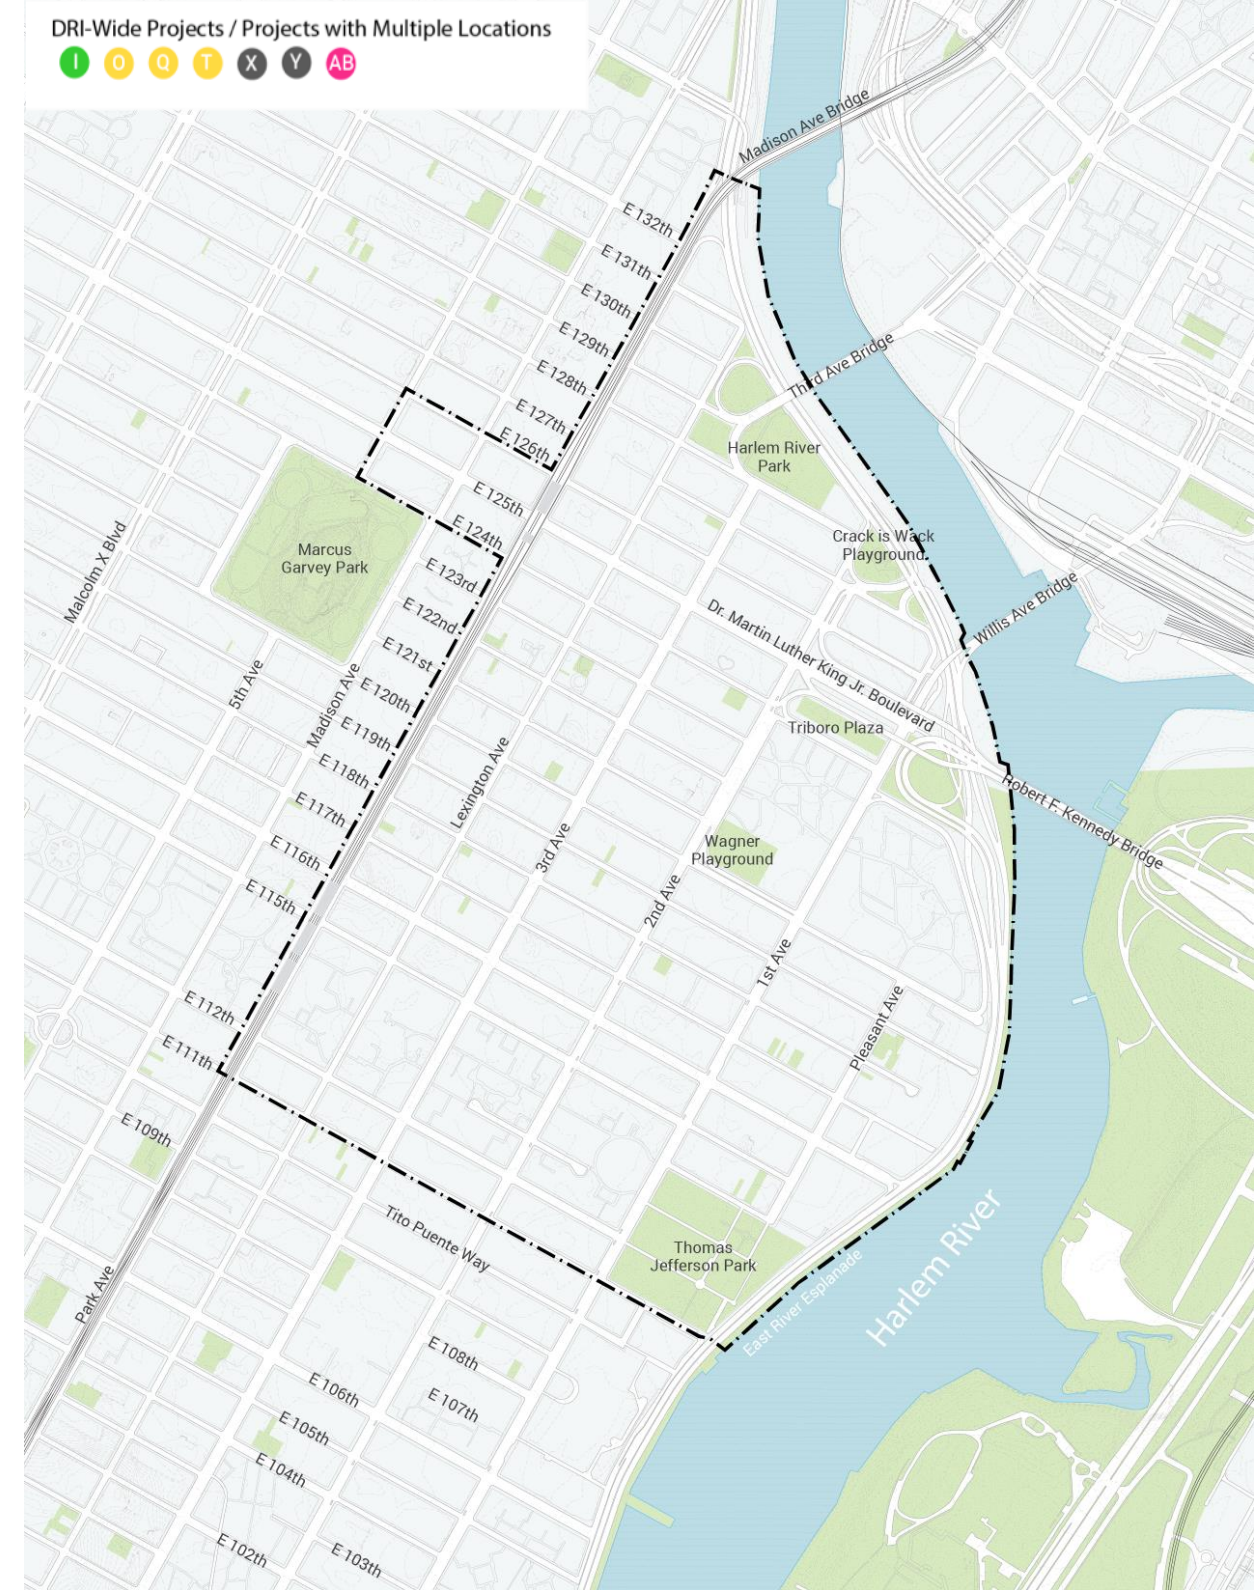 DRI-Wide Projects / Projects with Multiple Locations
I O Q T X Y AB
Madison Ave Bridge
E 132th
E 131th
E 130th
E 129th
E 128th
E 127th
E 126th
Third Ave Bridge
Harlem River
Park
E 125th
E 124th
Crack is Wack
Playground
Marcus
Garvey Park
Malcolm X Blvd
E 123rd
E 122nd
E 121st
E 120th
E 119th
E 118th
E 117th
E 116th
E 115th
Willis Ave Bridge
Dr. Martin Luther King Jr. Boulevard
5th Ave
Madison Ave
Triboro Plaza
Lexington Ave
Robert F. Kennedy Bridge
3rd Ave
Wagner
Playground
2nd Ave
1st Ave
Pleasant Ave
E 112th
E 111th
E 109th
Tito Puente Way
Thomas
Jefferson Park
East River Esplanade
Harlem River
Park Ave
E 108th
E 107th
E 106th
E 105th
E 104th
E 102th
E 103th